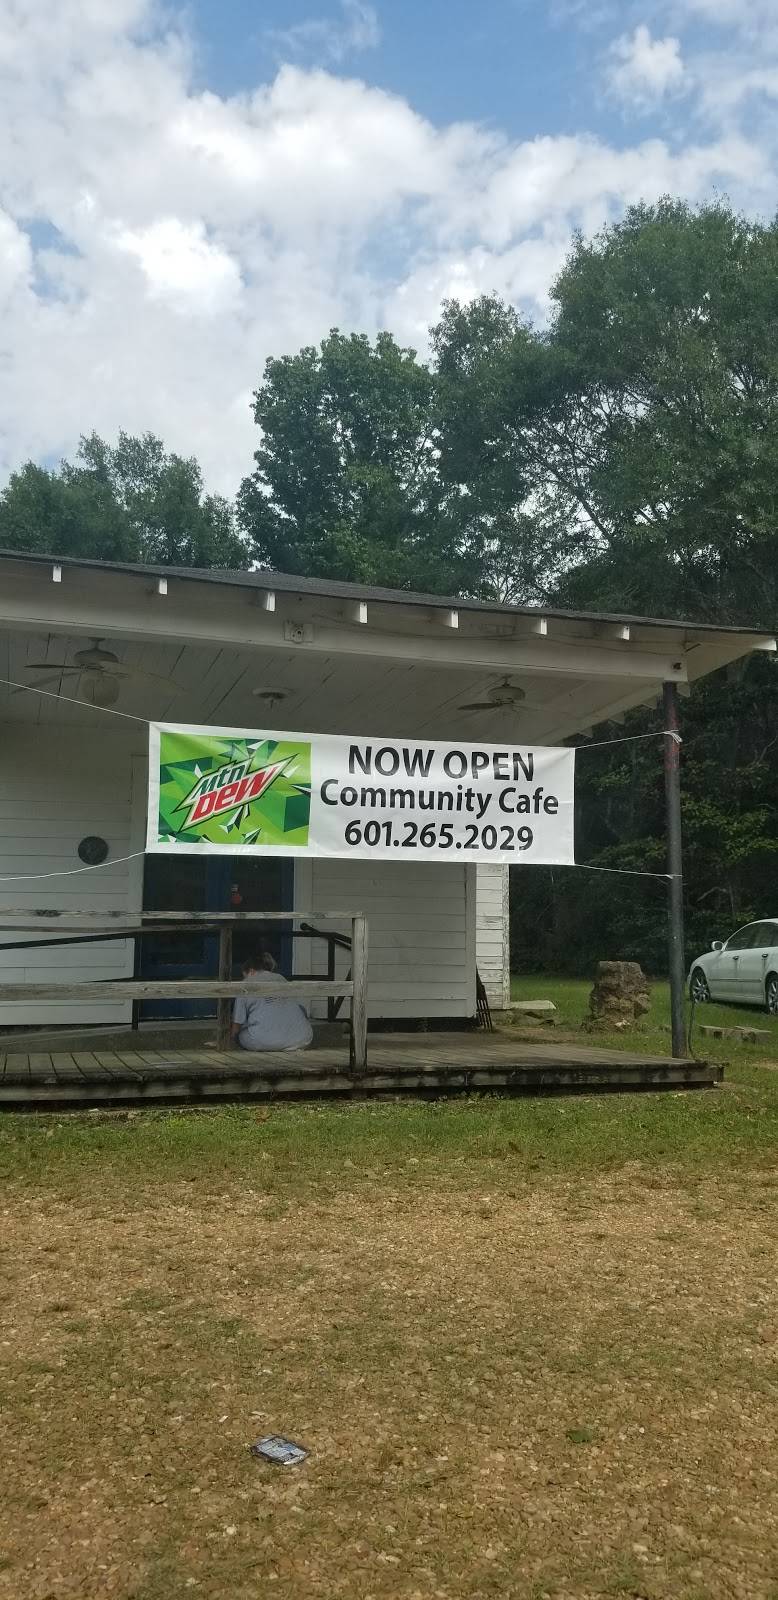 Mtn
DEW
NOW OPEN
Community Cafe
601.265.2029